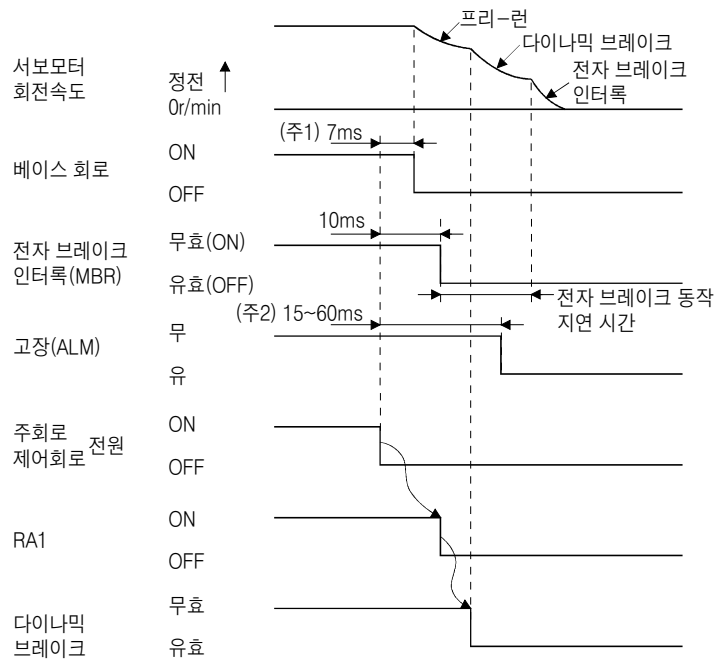 프리-런
다이나믹 브레이크
전자 브레이크
인터록
서보모터
회전속도
정전
0r/min
(주1) 7ms
베이스 회로
ON
OFF
10ms
전자 브레이크
인터록(MBR)
무효(ON)
유효(OFF)
전자 브레이크 동작
지연 시간
(주2) 15~60ms
고장(ALM)
무
유
주회로
제어회로
전원
ON
OFF
RA1
ON
OFF
다이나믹
브레이크
무효
유효